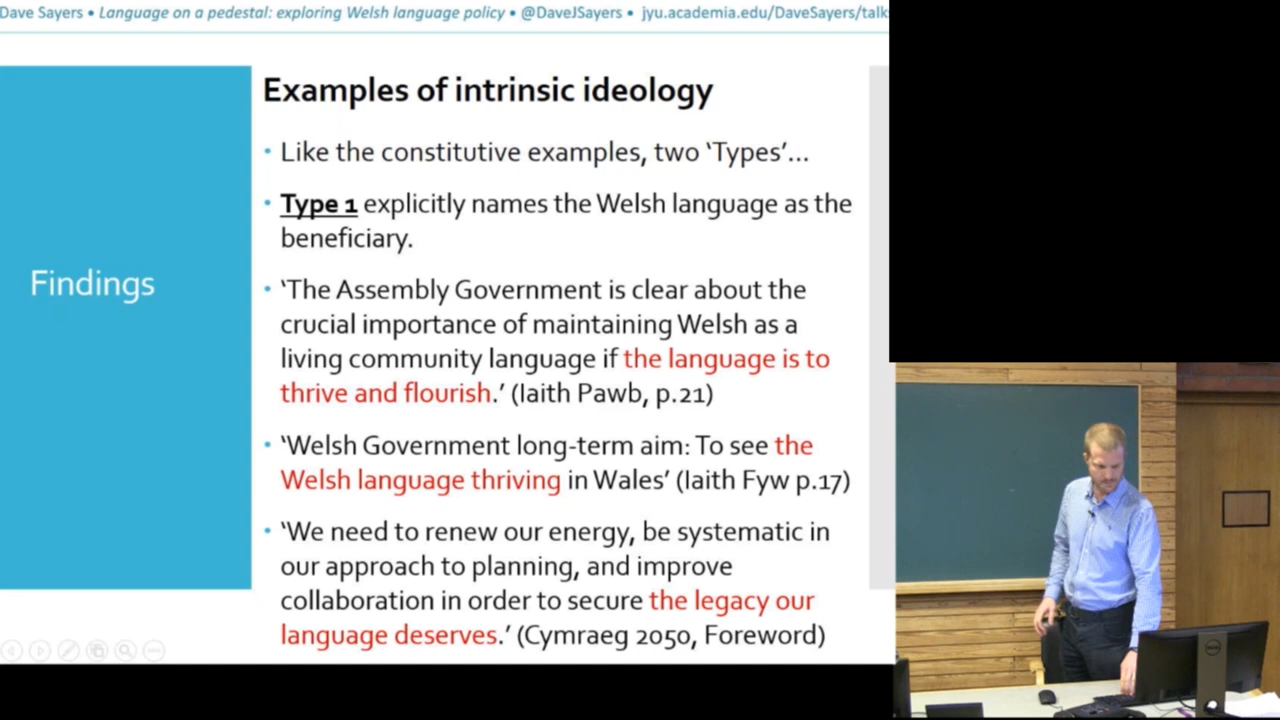 Dave Sayers • Language on a pedestal: exploring Welsh language policy • @DaveJSayers • jyu.academia.edu/DaveSayers/talk
Findings
Examples of intrinsic ideology
• Like the constitutive examples, two ‘Types’...
• Type 1 explicitly names the Welsh language as the
beneficiary.
• ‘The Assembly Government is clear about the
crucial importance of maintaining Welsh as a
living community language if the language is to
thrive and flourish.’ (Iaith Pawb, p.21)
• ‘Welsh Government long-term aim: To see the
Welsh language thriving in Wales’ (Iaith Fyw p.17)
• ‘We need to renew our energy, be systematic in
our approach to planning, and improve
collaboration in order to secure the legacy our
language deserves.’ (Cymraeg 2050, Foreword)
DELL